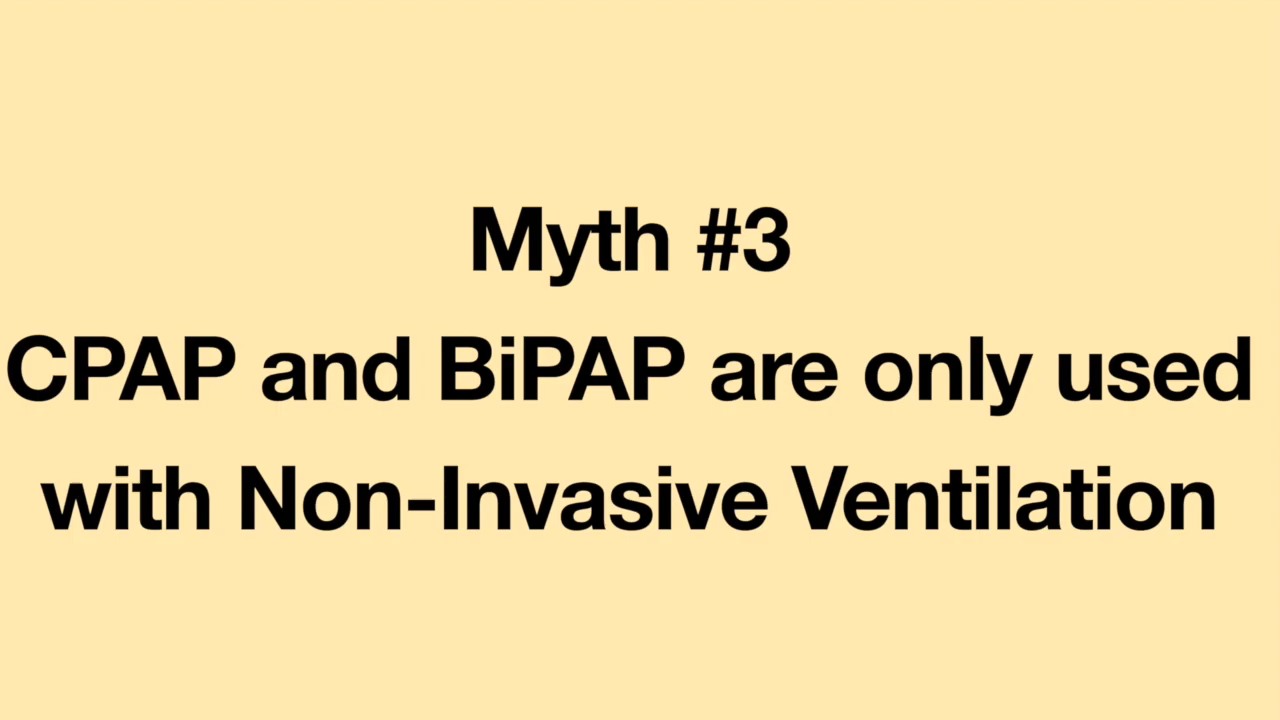 Myth #3
CPAP and BiPAP are only used
with Non-Invasive Ventilation